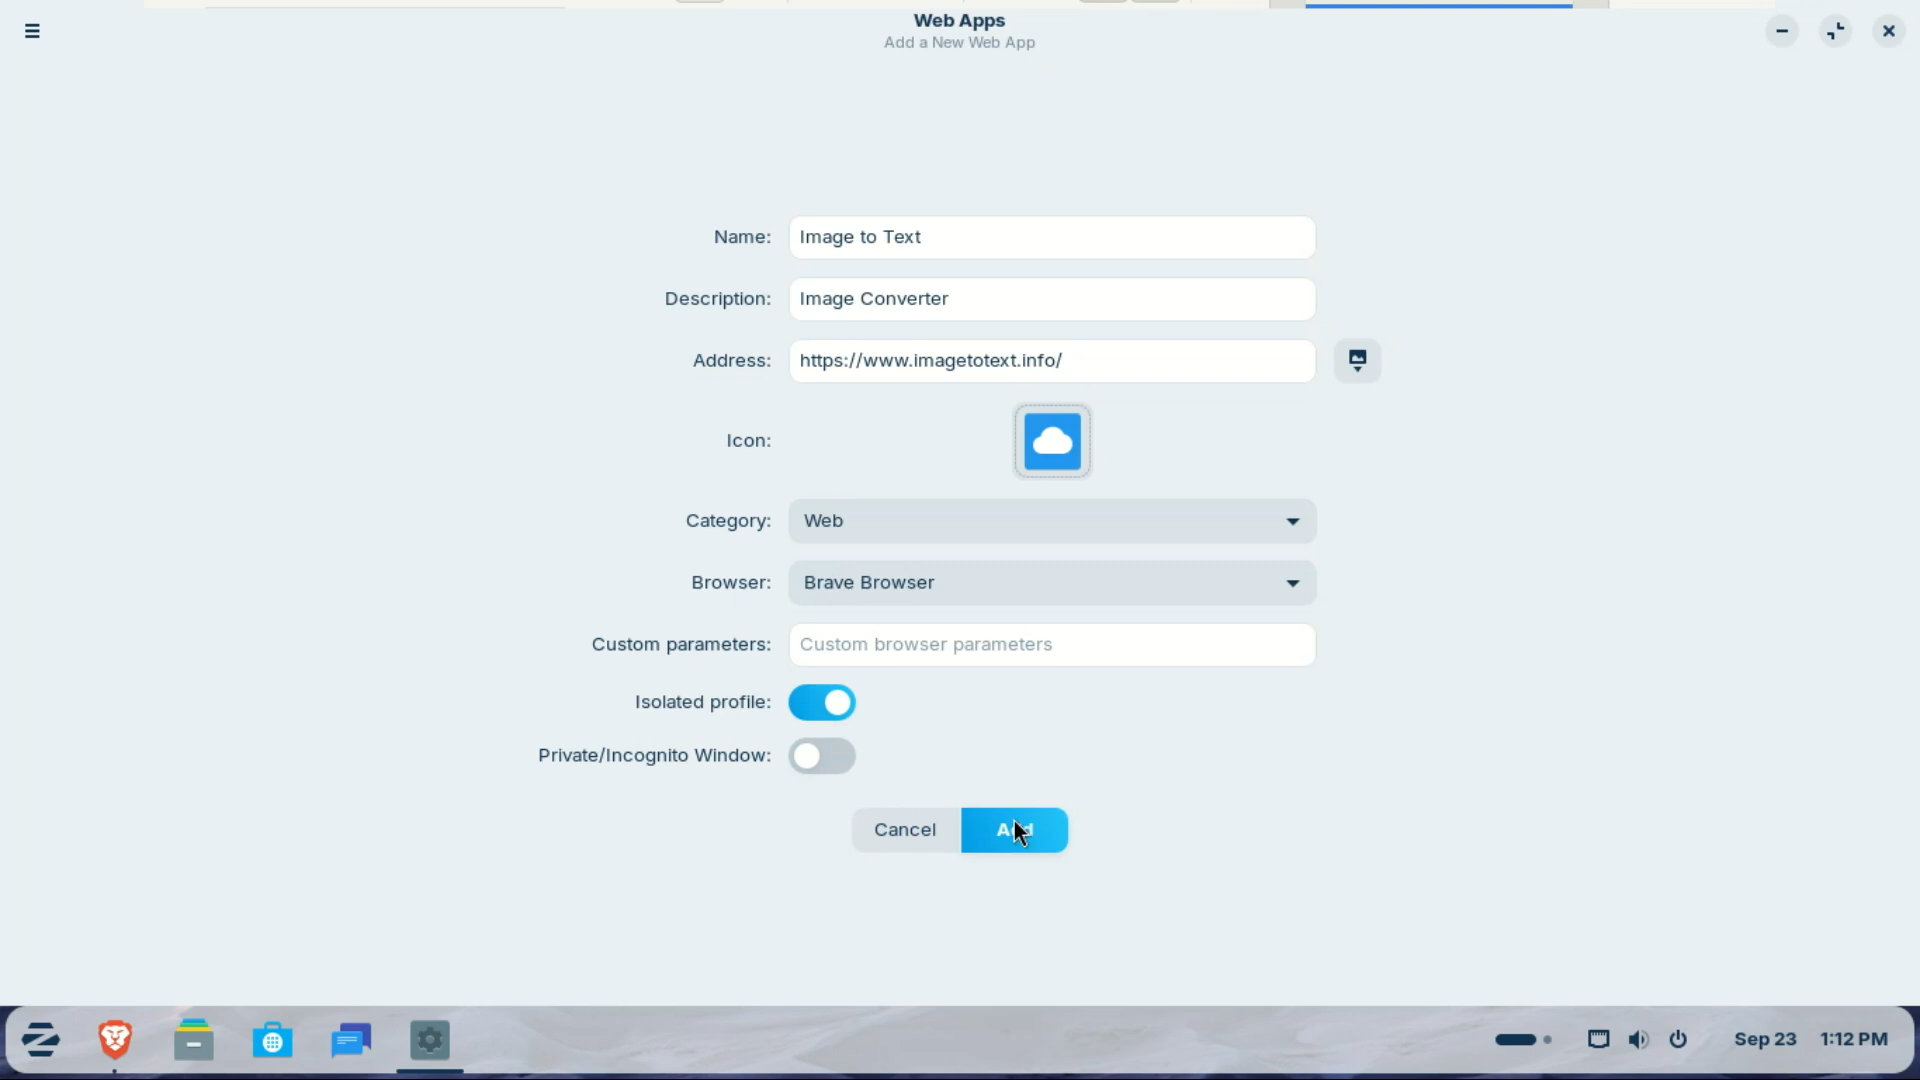 Web Apps
Add a New Web App
Name: Image to Text
Description: Image Converter
Address: https://www.imagetotext.info/
Icon:
Category: Web
Browser: Brave Browser
Custom parameters: Custom browser parameters
Isolated profile:
Private/Incognito Window:
Cancel Add
Sep 23 1:12 PM